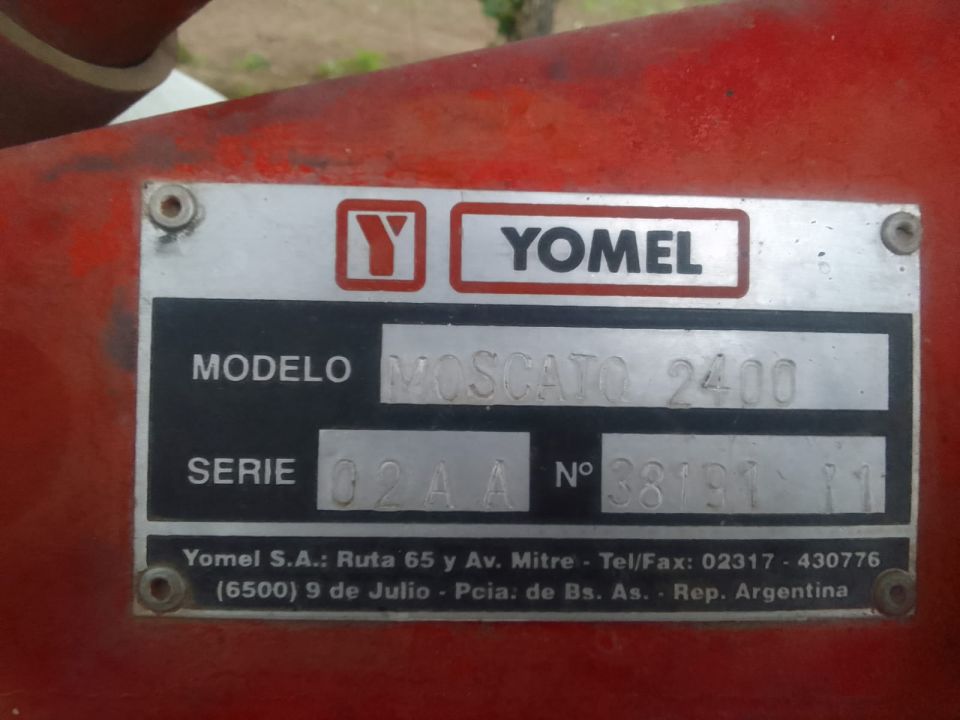 Y YOMEL
MODELO MOSCATO 2400
SERIE 02AA Nº 38191 11
Yomel S.A.: Ruta 65 y Av. Mitre - Tel/Fax: 02317 - 430776
(6500) 9 de Julio - Pcia. de Bs. As. - Rep. Argentina